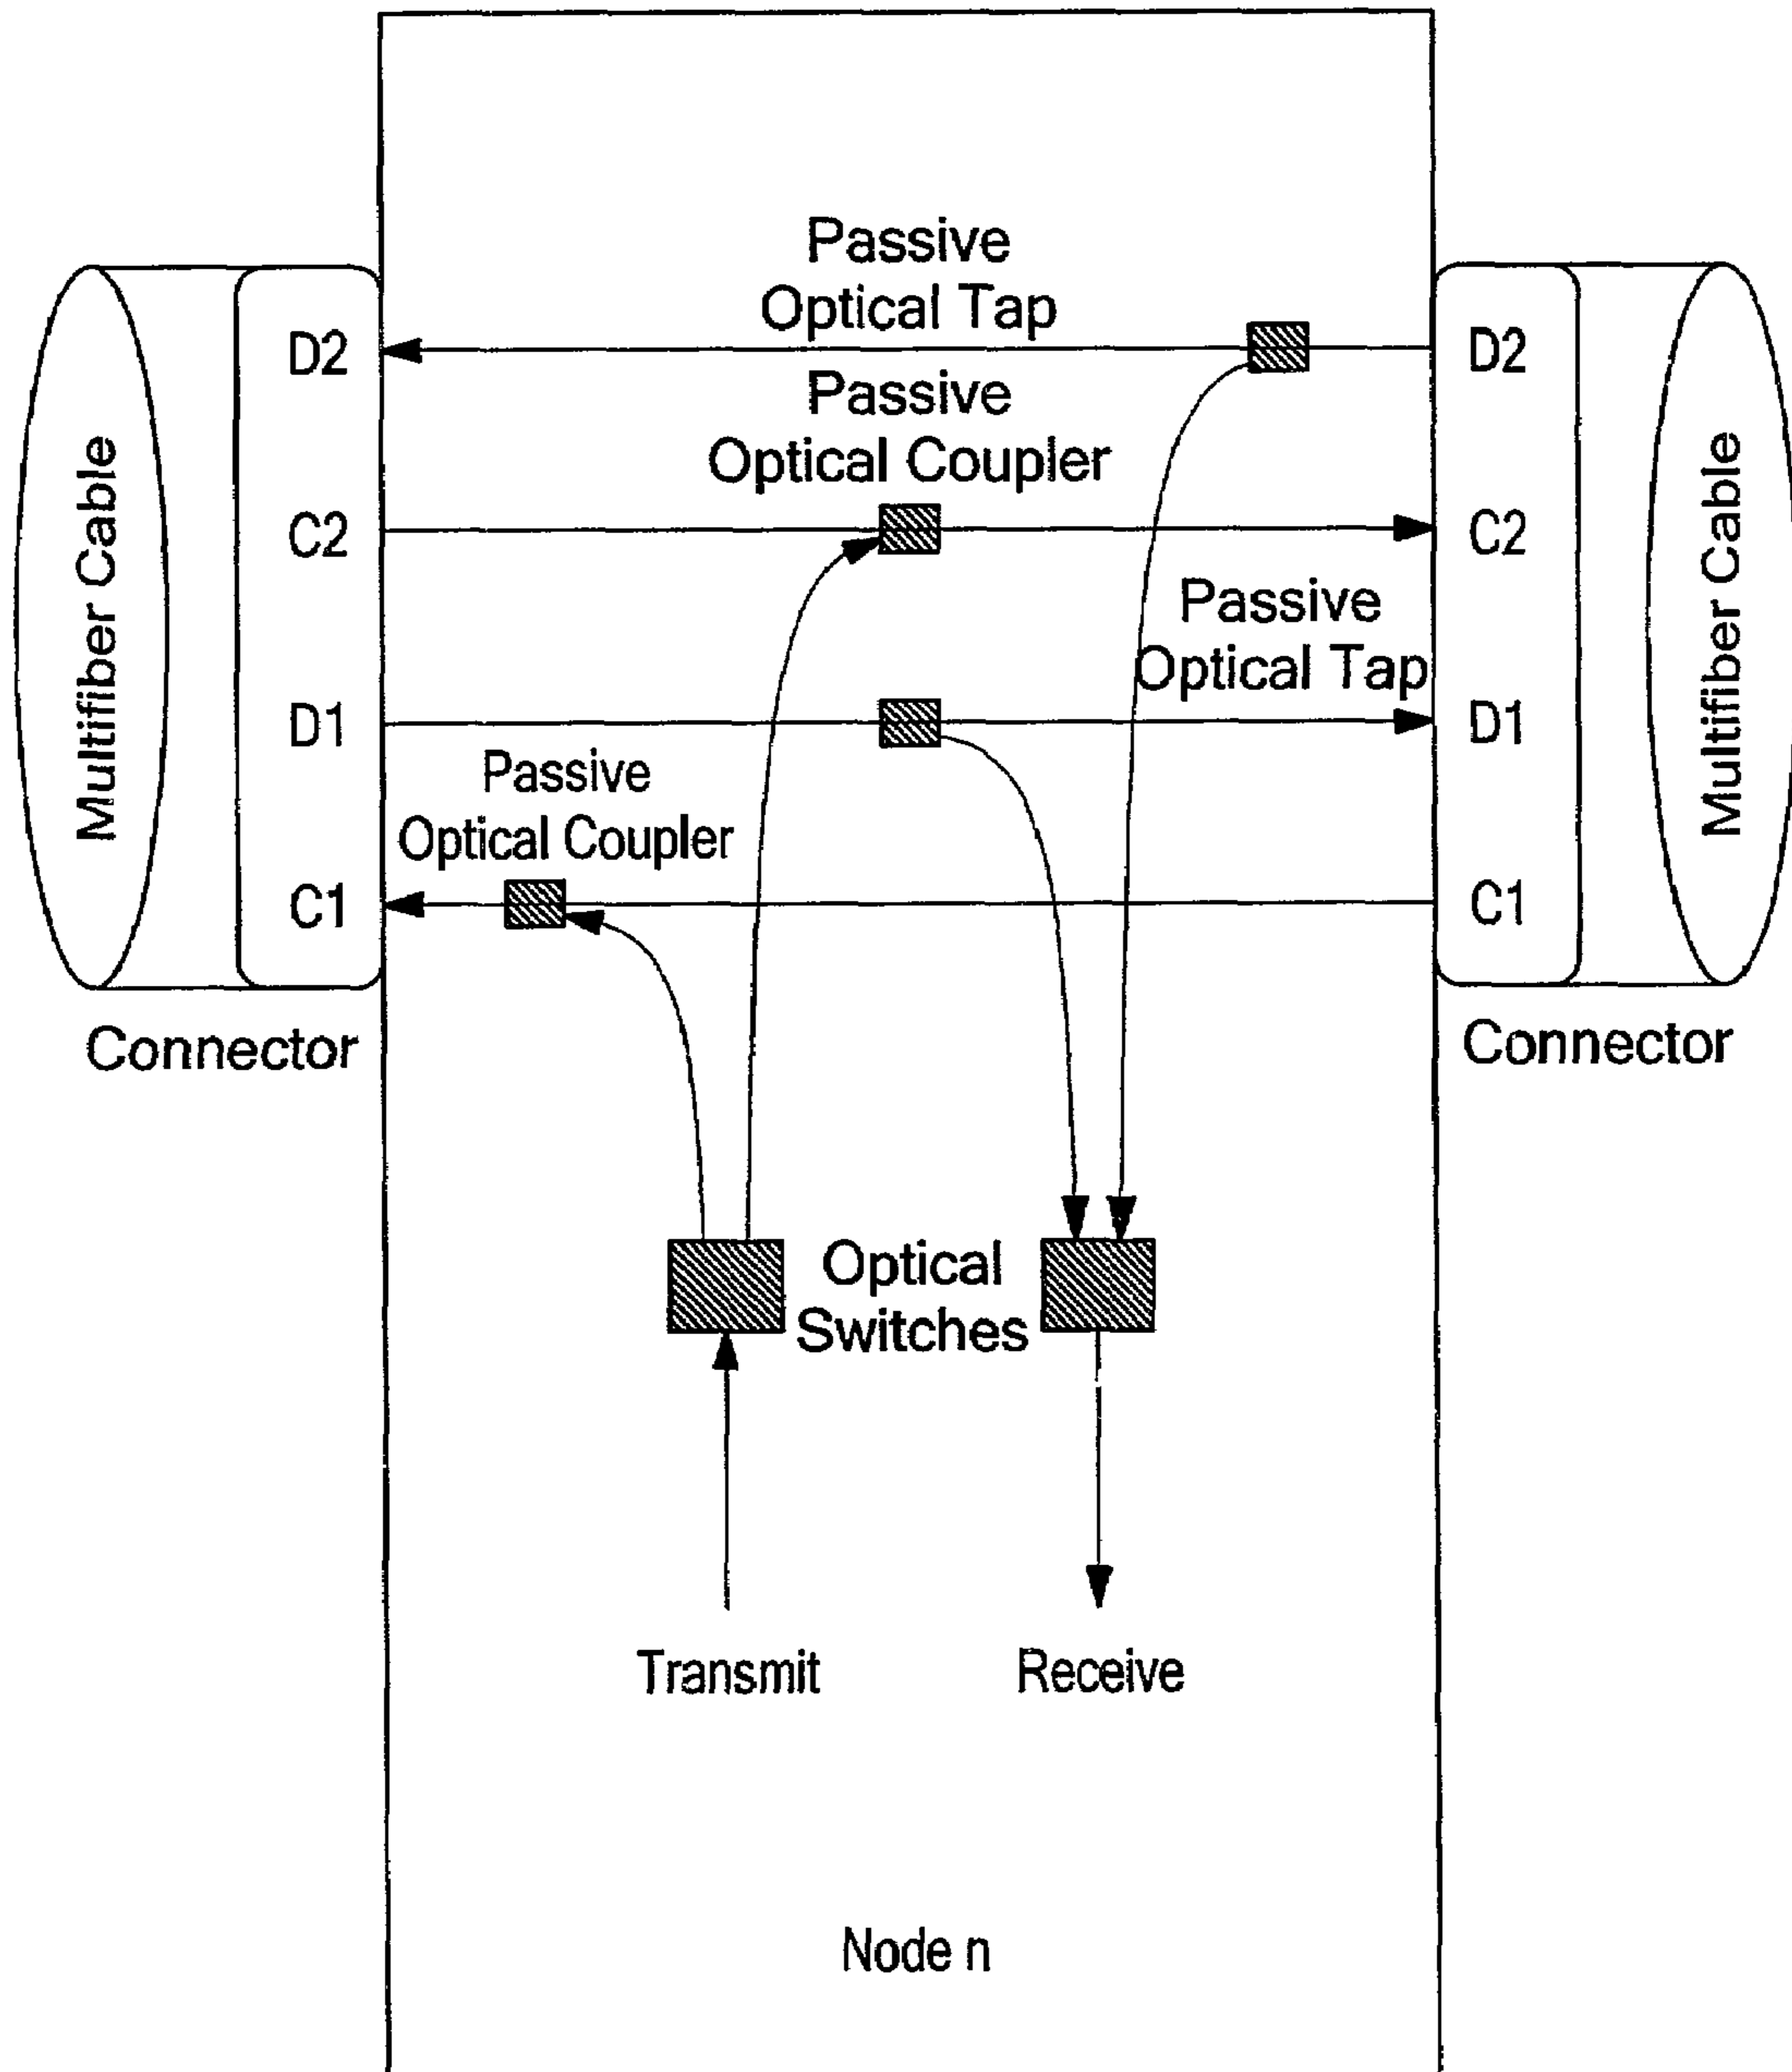 Passive
Optical Tap
D2
D2
Passive
Optical Coupler
C2
C2
Multifiber Cable
Multifiber Cable
Passive
Optical Tap
D1
D1
Passive
Optical Coupler
C1
C1
Connector
Connector
Optical
Switches
Transmit
Receive
Node n